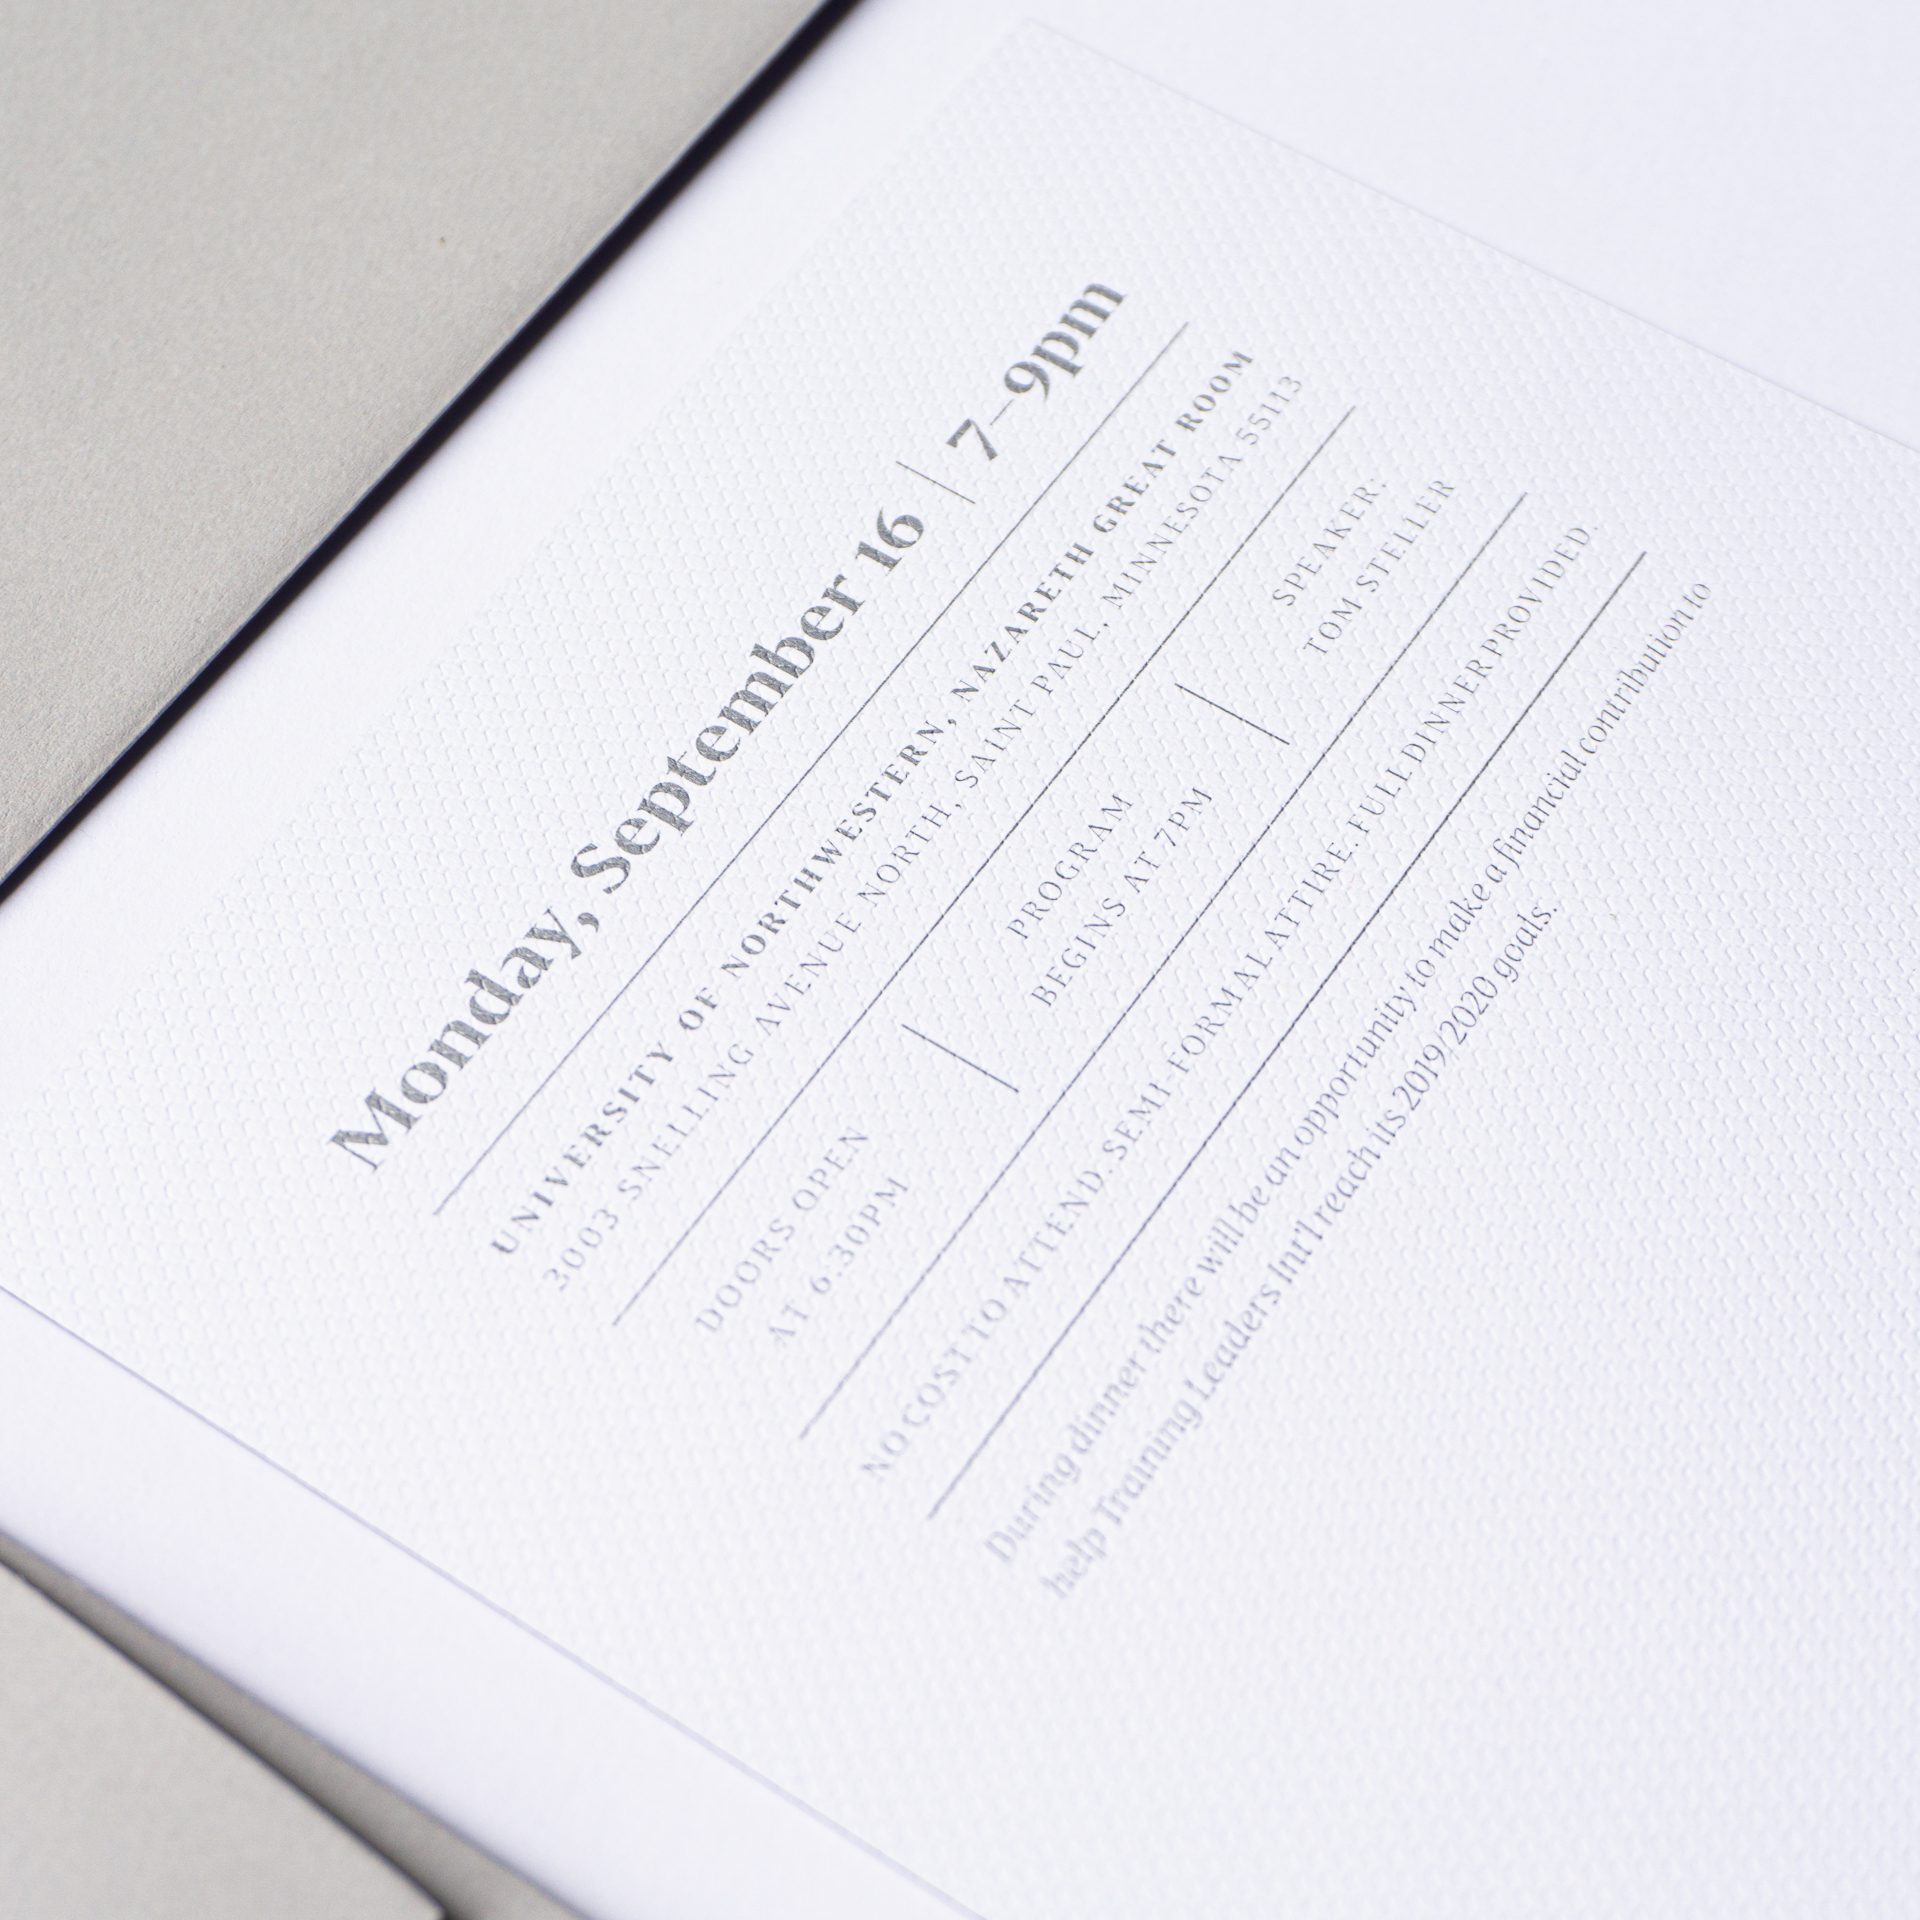 Monday, September 16 | 7–9pm
UNIVERSITY OF NORTHWESTERN, NAZARETH GREAT ROOM
3003 SNELLING AVENUE NORTH, SAINT PAUL, MINNESOTA 55113
DOORS OPEN
AT 6:30PM
PROGRAM
BEGINS AT 7PM
SPEAKER:
TOM STELLER
NO COST TO ATTEND. SEMI-FORMAL ATTIRE. FULL DINNER PROVIDED.
During dinner there will be an opportunity to make a financial contribution to
help Training Leaders Int'l reach its 2019/2020 goals.